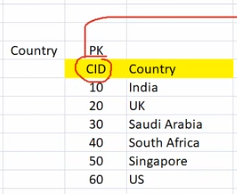 Country PK
CID Country
10 India
20 UK
30 Saudi Arabia
40 South Africa
50 Singapore
60 US